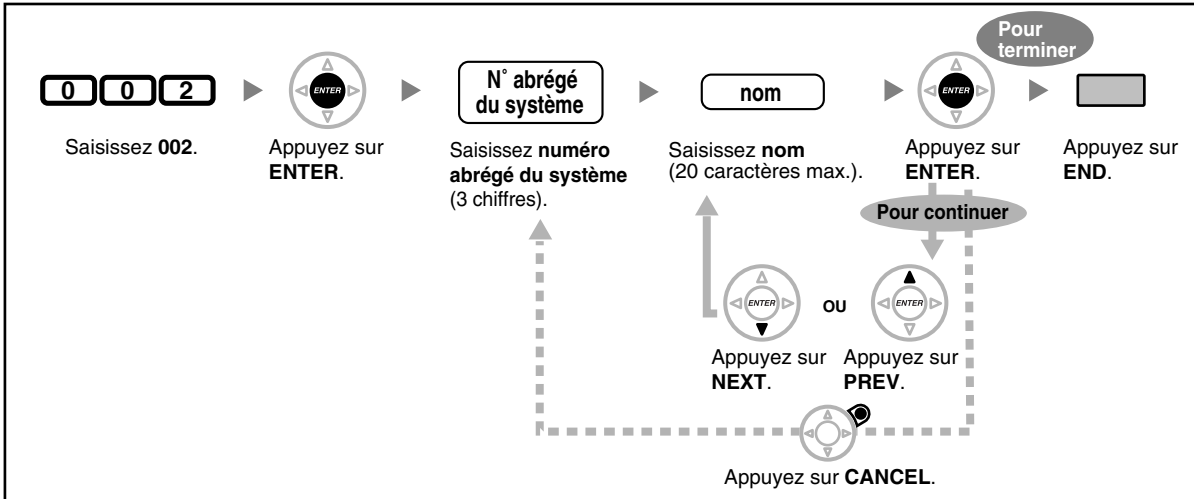 Pour
terminer
0 0 2
ENTER
N° abrégé
du système
nom
ENTER
Saisissez 002.
Appuyez sur
ENTER.
Saisissez numéro
abrégé du système
(3 chiffres).
Saisissez nom
(20 caractères max.).
Appuyez sur
ENTER.
Appuyez sur
END.
Pour continuer
ENTER
OU
ENTER
Appuyez sur
NEXT.
Appuyez sur
PREV.
Appuyez sur CANCEL.